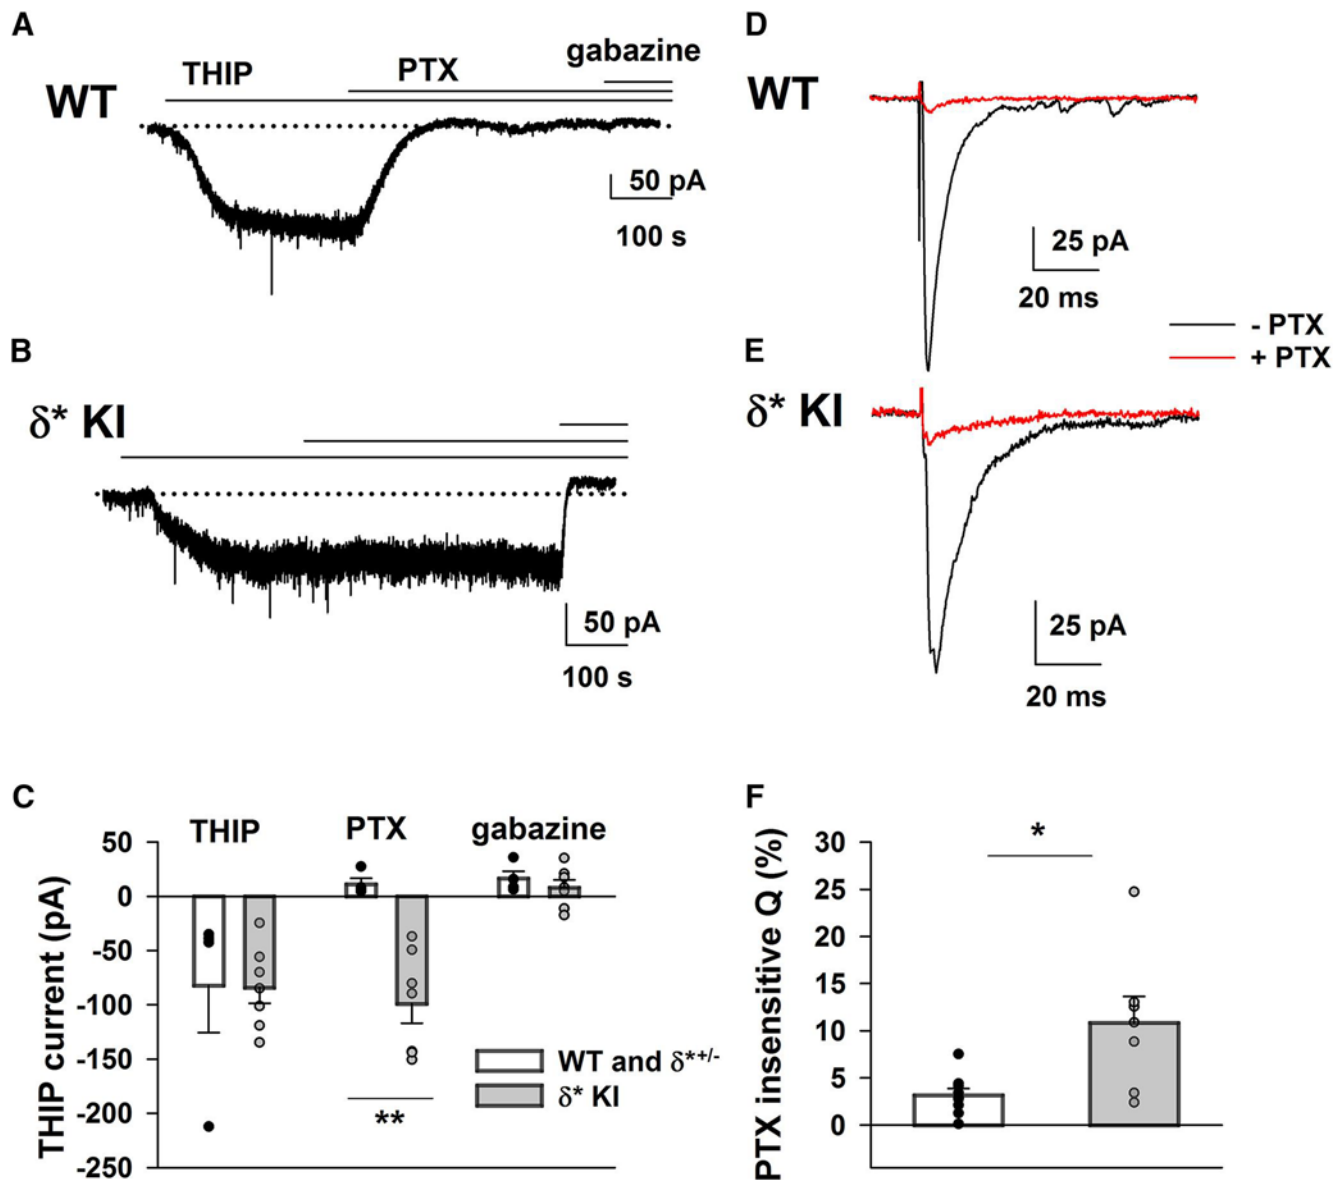 A
WT
THIP
PTX
gabazine
50 pA
100 s
B
δ* KI
50 pA
100 s
D
WT
25 pA
20 ms
- PTX
+ PTX
E
δ* KI
25 pA
20 ms
C
THIP
PTX
gabazine
THIP current (pA)
50
0
-50
-100
-150
-200
-250
**
WT and δ*+/-
δ* KI
F
PTX insensitive Q (%)
30
25
20
15
10
5
0
*